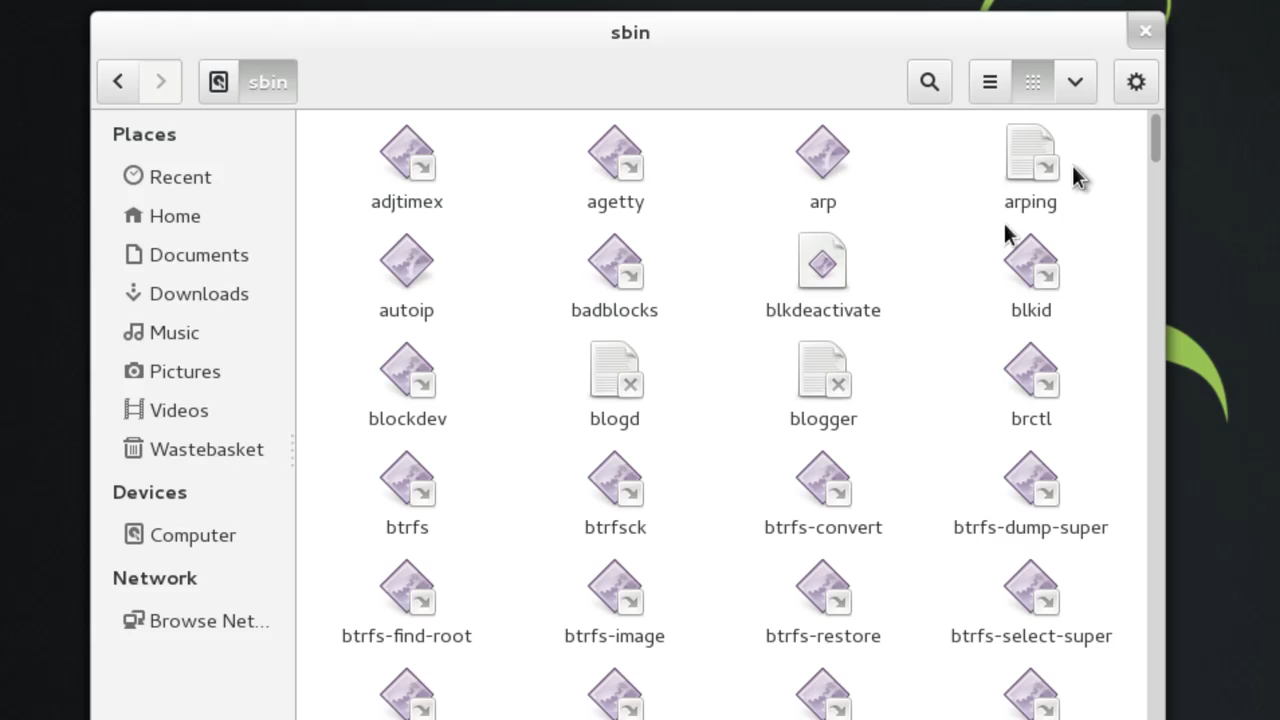 sbin
sbin
Places
Recent
Home
Documents
Downloads
Music
Pictures
Videos
Wastebasket
Devices
Computer
Network
Browse Net...
adjtimex agetty arp arping
autoip badblocks blkdeactivate blkid
blockdev blogd blogger brctl
btrfs btrfsck btrfs-convert btrfs-dump-super
btrfs-find-root btrfs-image btrfs-restore btrfs-select-super